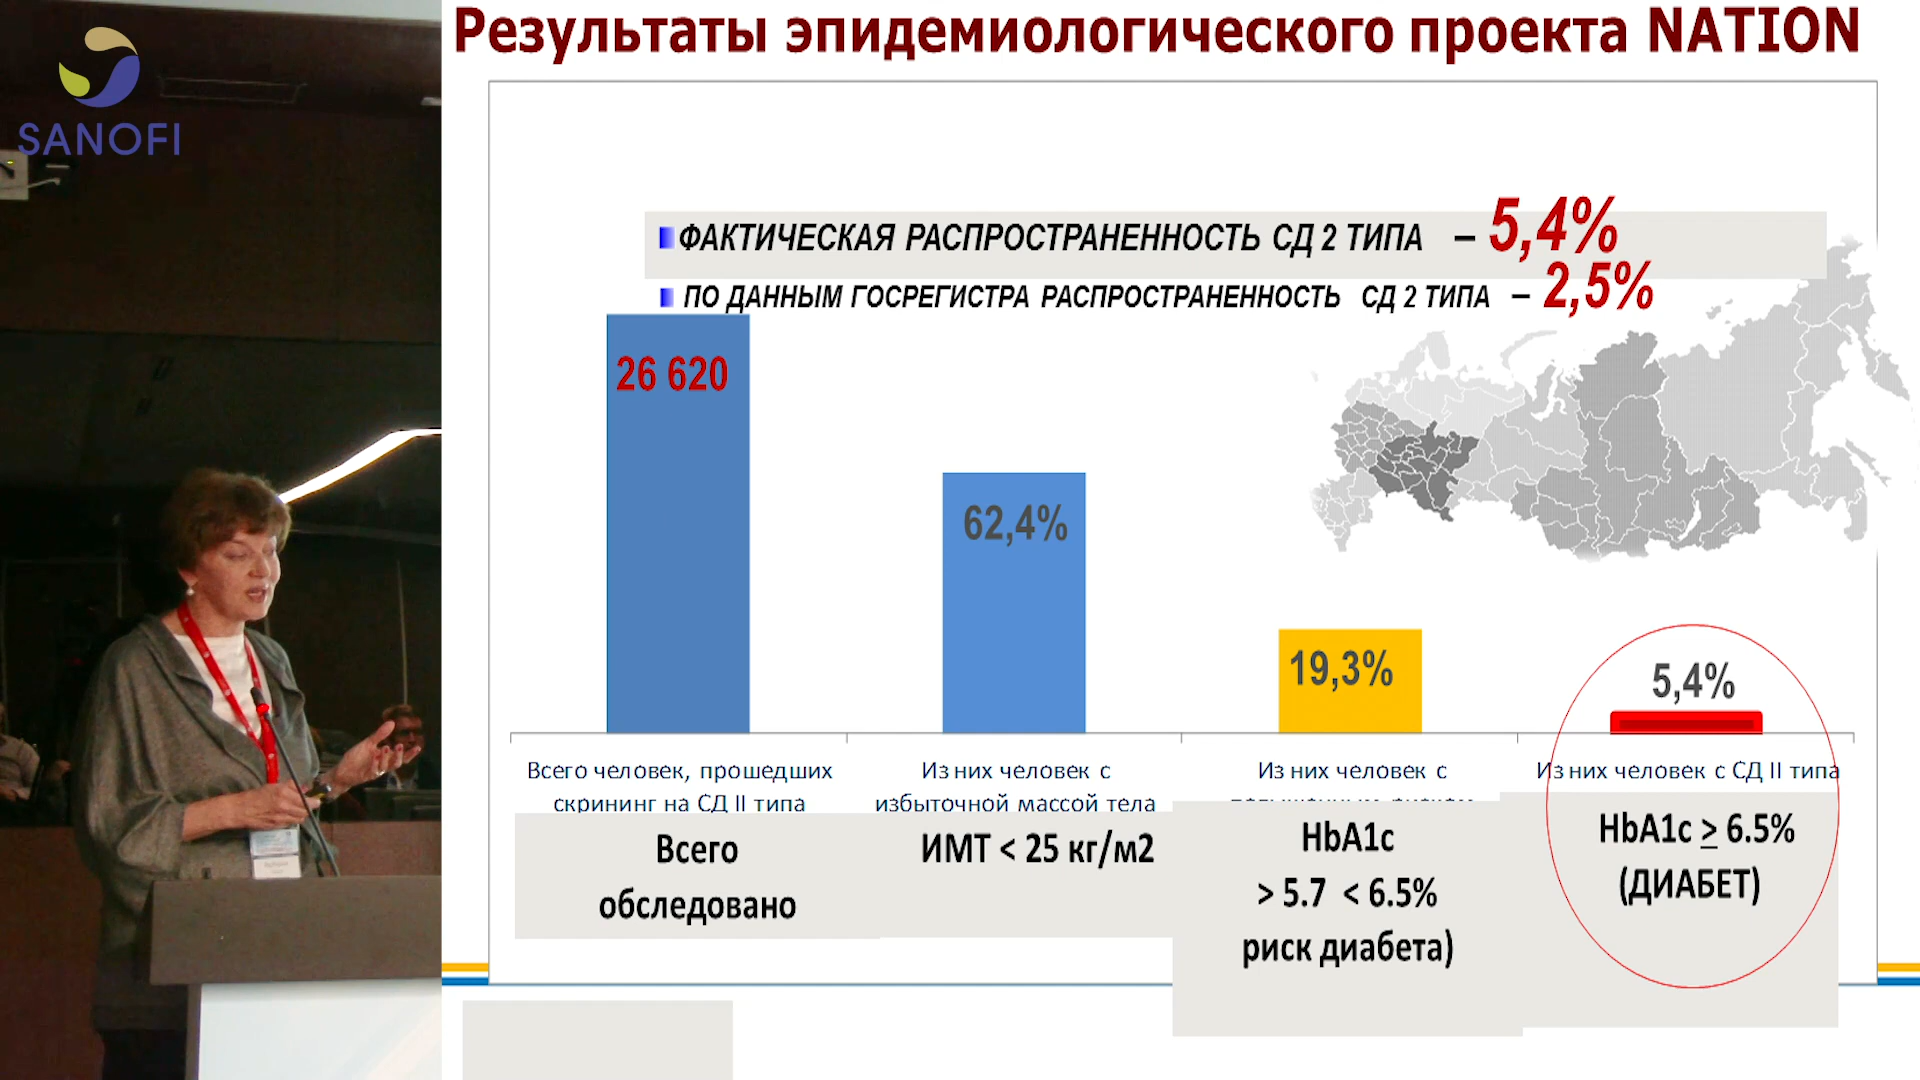 SANOFI
Результаты эпидемиологического проекта NATION
ФАКТИЧЕСКАЯ РАСПРОСТРАНЕННОСТЬ СД 2 ТИПА – 5,4%
ПО ДАННЫМ ГОСРЕГИСТРА РАСПРОСТРАНЕННОСТЬ СД 2 ТИПА – 2,5%
26 620
62,4%
19,3%
5,4%
Всего человек, прошедших
скрининг на СД II типа
Из них человек с
избыточной массой тела
Из них человек с
Из них человек с СД II типа
Всего
обследовано
ИМТ < 25 кг/м2
HbA1c
> 5.7 < 6.5%
риск диабета)
HbA1c ≥ 6.5%
(ДИАБЕТ)